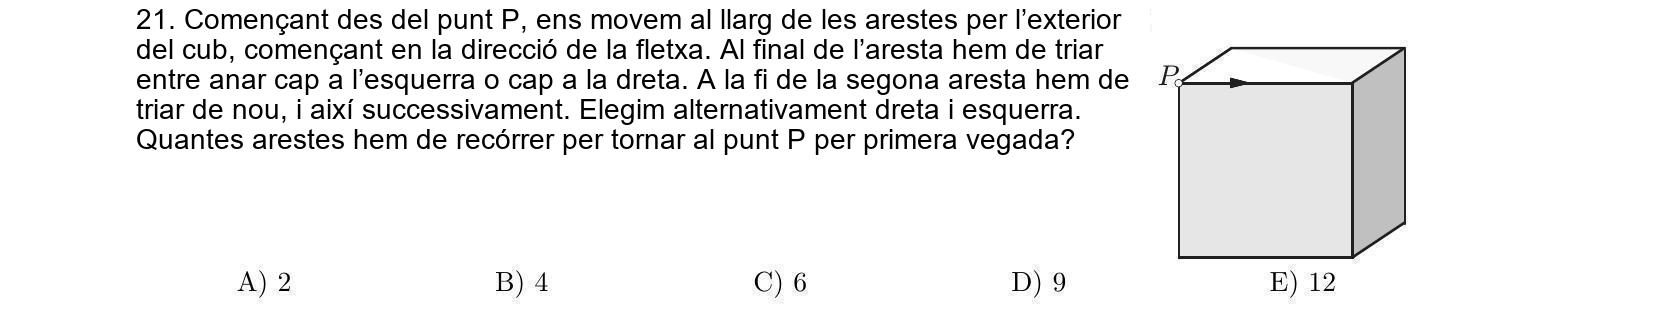 21. Començant des del punt P, ens movem al llarg de les arestes per l’exterior
del cub, començant en la direcció de la fletxa. Al final de l’aresta hem de triar
entre anar cap a l’esquerra o cap a la dreta. A la fi de la segona aresta hem de
triar de nou, i així successivament. Elegim alternativament dreta i esquerra.
Quantes arestes hem de recórrer per tornar al punt P per primera vegada?
P
A) 2 B) 4 C) 6 D) 9 E) 12